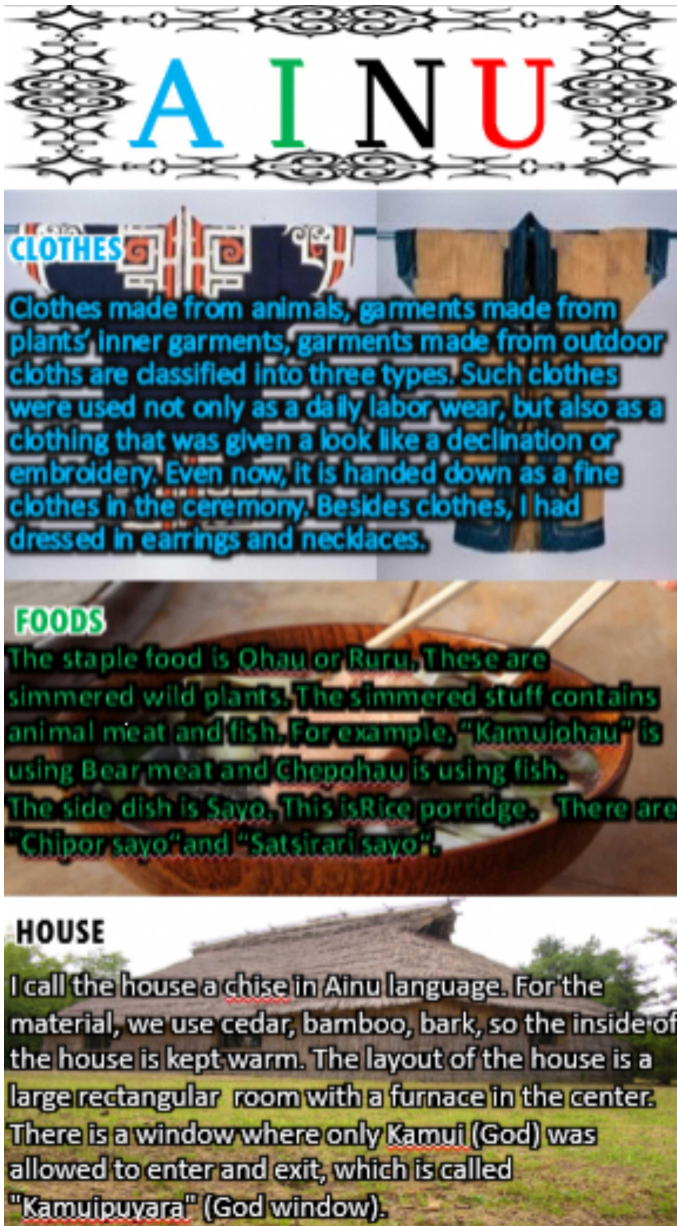 AINU
CLOTHES
Clothes made from animals, garments made from
plants' inner garments, garments made from outdoor
cloths are classified into three types. Such clothes
were used not only as a daily labor wear, but also as a
clothing that was given a look like a declination or
embroidery. Even now, it is handed down as a fine
clothes in the ceremony. Besides clothes, I had
dressed in earrings and necklaces.
FOODS
The staple food is Ohau or Ruru. These are
simmered wild plants. The simmered stuff contains
animal meat and fish. For example, "Kamuiohau" is
using Bear meat and Chepohau is using fish.
The side dish is Sayo. This isRice porridge. There are
"Chipor sayo"and "Satsirari sayo".
HOUSE
I call the house a chise in Ainu language. For the
material, we use cedar, bamboo, bark, so the inside of
the house is kept warm. The layout of the house is a
large rectangular room with a furnace in the center.
There is a window where only Kamui (God) was
allowed to enter and exit, which is called
"Kamuipuyara" (God window).